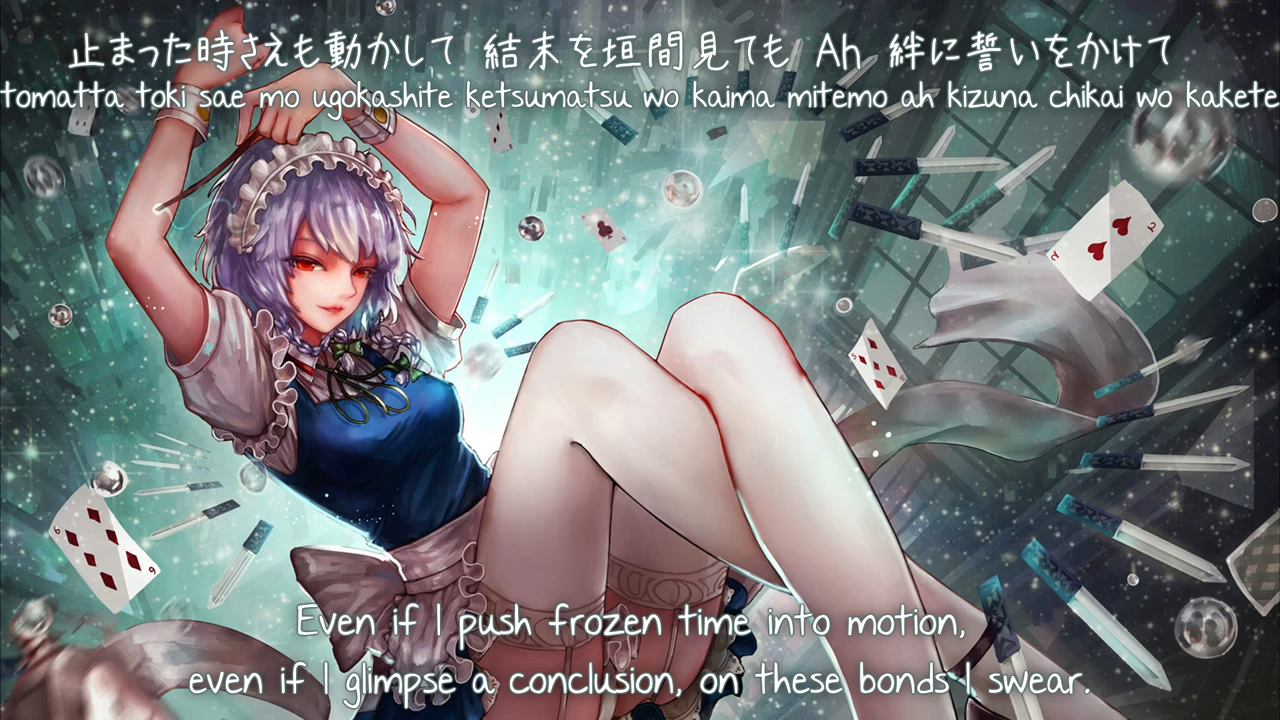 止まった時さえも動かして 結末を垣間見ても Ah 絆に誓いをかけて
tomatta toki sae mo ugokashite ketsumatsu wo kaima mitemo ah kizuna chikai wo kakete
Even if I push frozen time into motion,
even if I glimpse a conclusion, on these bonds I swear.